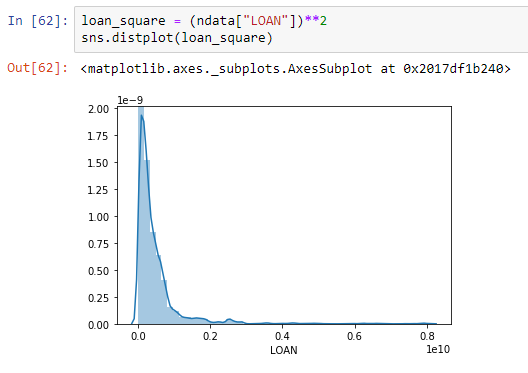 In [62]: loan_square = (ndata["LOAN"])**2
sns.distplot(loan_square)
Out[62]: <matplotlib.axes._subplots.AxesSubplot at 0x2017df1b240>
1e−9
2.00
1.75
1.50
1.25
1.00
0.75
0.50
0.25
0.00
0.0 0.2 0.4 0.6 0.8
LOAN 1e10